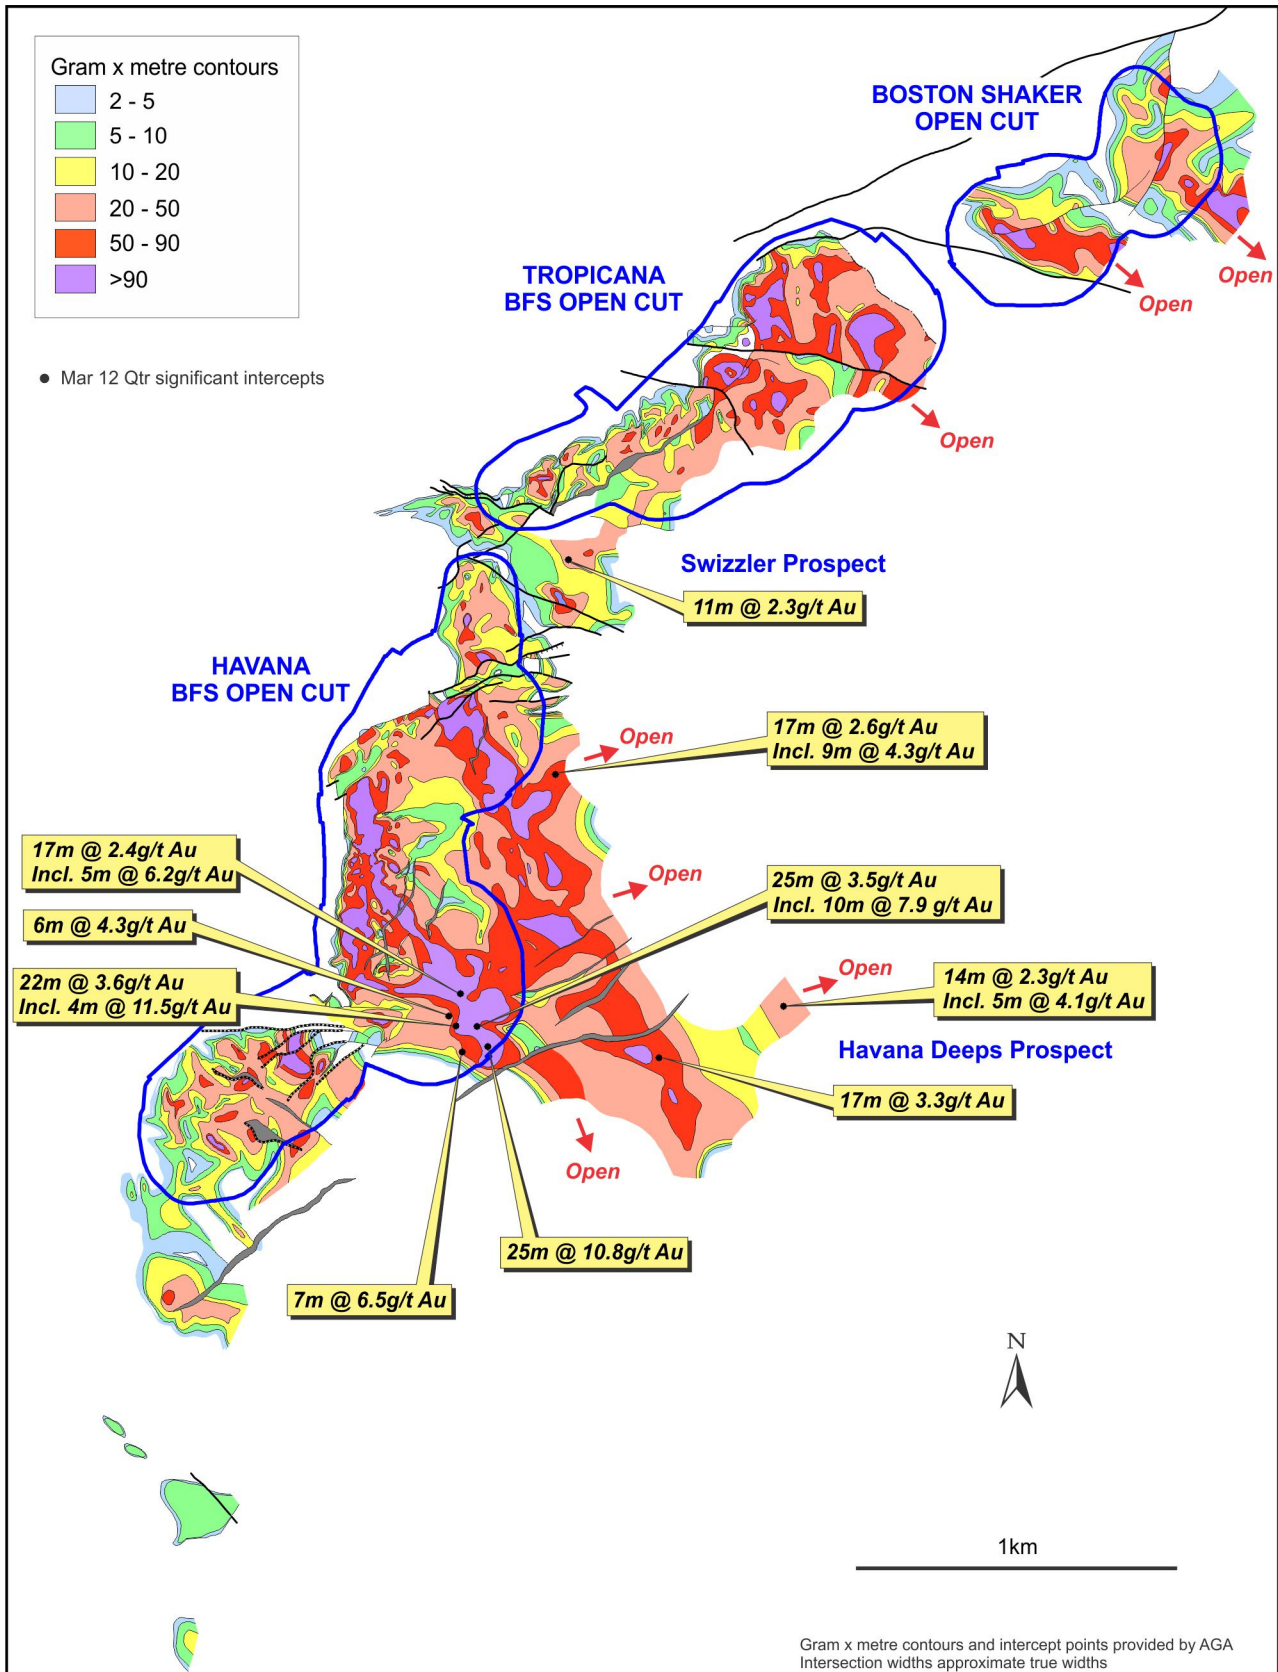 Gram x metre contours
2 - 5
5 - 10
10 - 20
20 - 50
50 - 90
>90
Mar 12 Qtr significant intercepts
BOSTON SHAKER
OPEN CUT
Open
Open
TROPICANA
BFS OPEN CUT
Open
Swizzler Prospect
11m @ 2.3g/t Au
HAVANA
BFS OPEN CUT
Open
17m @ 2.6g/t Au
Incl. 9m @ 4.3g/t Au
17m @ 2.4g/t Au
Incl. 5m @ 6.2g/t Au
Open
25m @ 3.5g/t Au
Incl. 10m @ 7.9 g/t Au
6m @ 4.3g/t Au
22m @ 3.6g/t Au
Incl. 4m @ 11.5g/t Au
Open
14m @ 2.3g/t Au
Incl. 5m @ 4.1g/t Au
Havana Deeps Prospect
17m @ 3.3g/t Au
Open
25m @ 10.8g/t Au
7m @ 6.5g/t Au
N
1km
Gram x metre contours and intercept points provided by AGA
Intersection widths approximate true widths